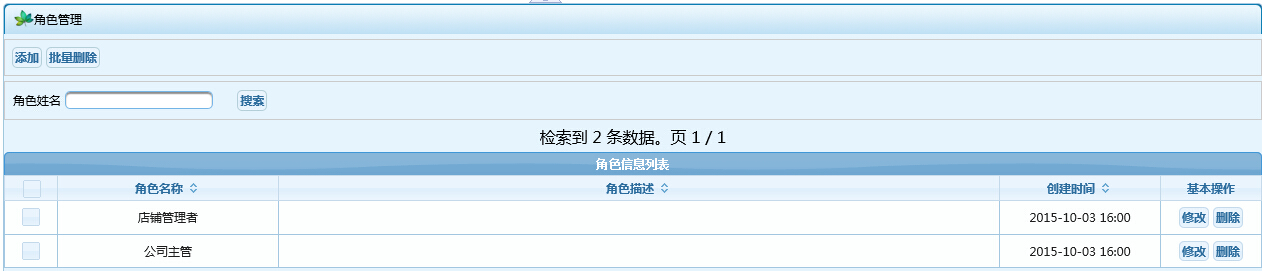 角色管理
添加 批量删除
角色姓名 搜索
检索到 2 条数据。页 1 / 1
角色信息列表
角色名称 角色描述 创建时间 基本操作
店铺管理者 2015-10-03 16:00 修改 删除
公司主管 2015-10-03 16:00 修改 删除